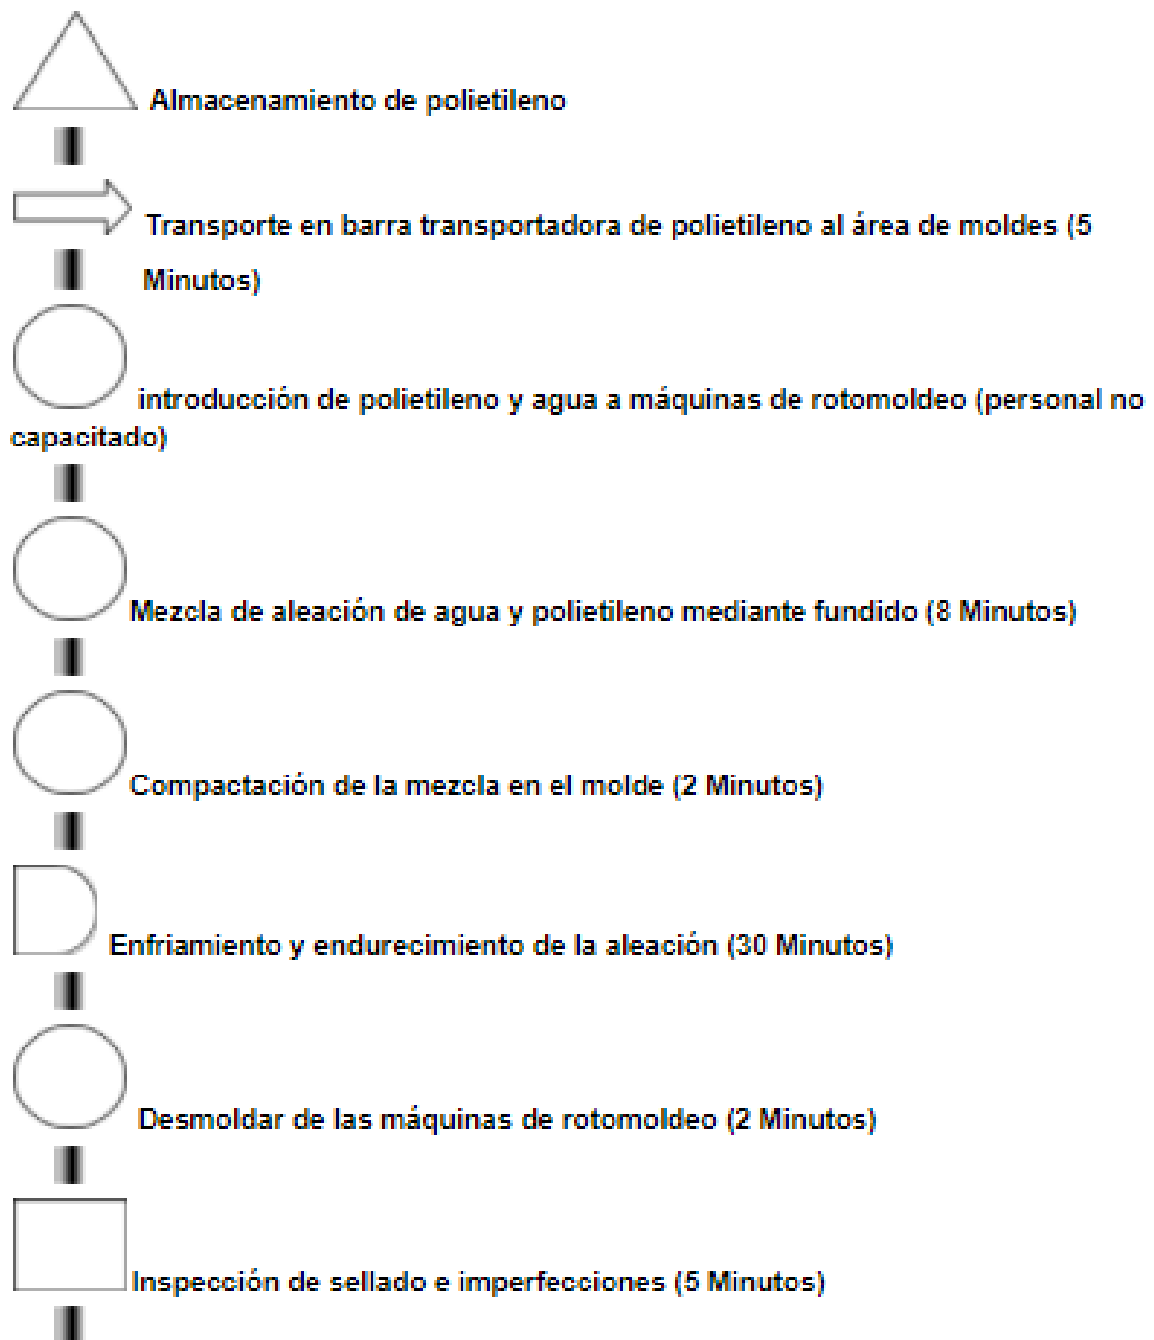 Almacenamiento de polietileno
Transporte en barra transportadora de polietileno al área de moldes (5
Minutos)
introducción de polietileno y agua a máquinas de rotomoldeo (personal no
capacitado)
Mezcla de aleación de agua y polietileno mediante fundido (8 Minutos)
Compactación de la mezcla en el molde (2 Minutos)
Enfriamiento y endurecimiento de la aleación (30 Minutos)
Desmoldar de las máquinas de rotomoldeo (2 Minutos)
Inspección de sellado e imperfecciones (5 Minutos)